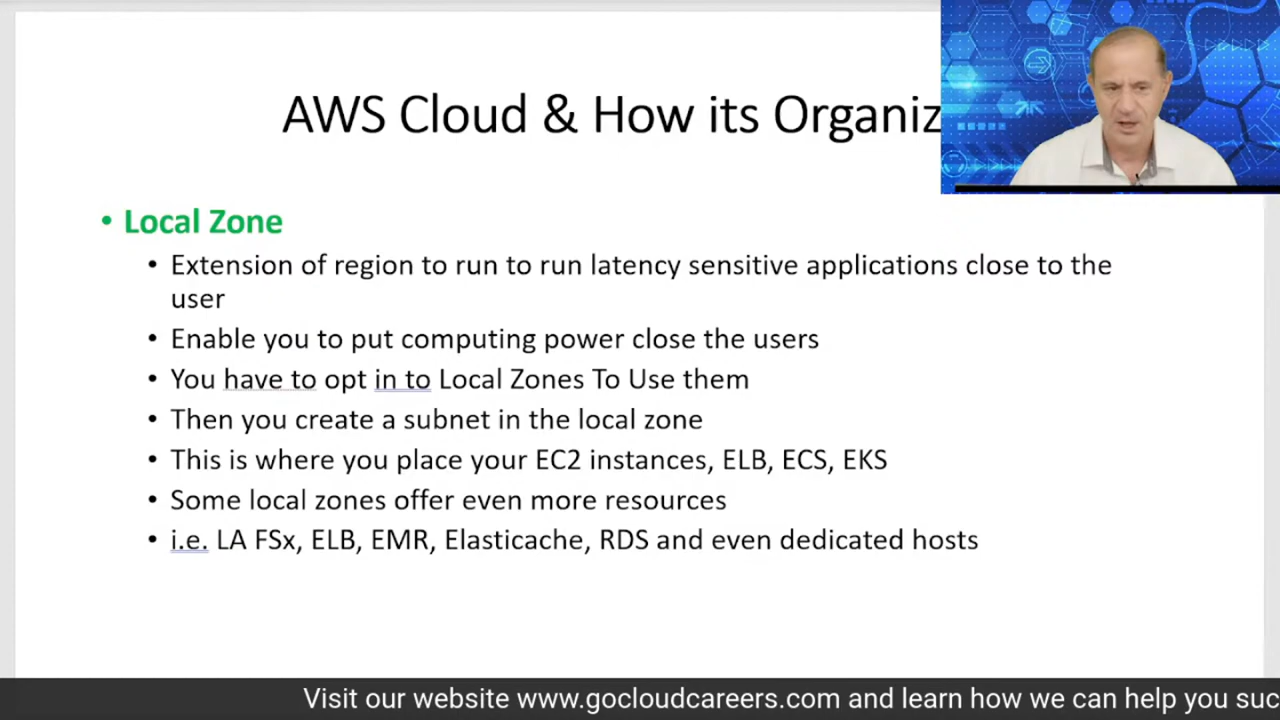 AWS Cloud & How its Organiz
• Local Zone
• Extension of region to run to run latency sensitive applications close to the
user
• Enable you to put computing power close the users
• You have to opt in to Local Zones To Use them
• Then you create a subnet in the local zone
• This is where you place your EC2 instances, ELB, ECS, EKS
• Some local zones offer even more resources
• i.e. LA FSx, ELB, EMR, Elasticache, RDS and even dedicated hosts
Visit our website www.gocloudcareers.com and learn how we can help you suc